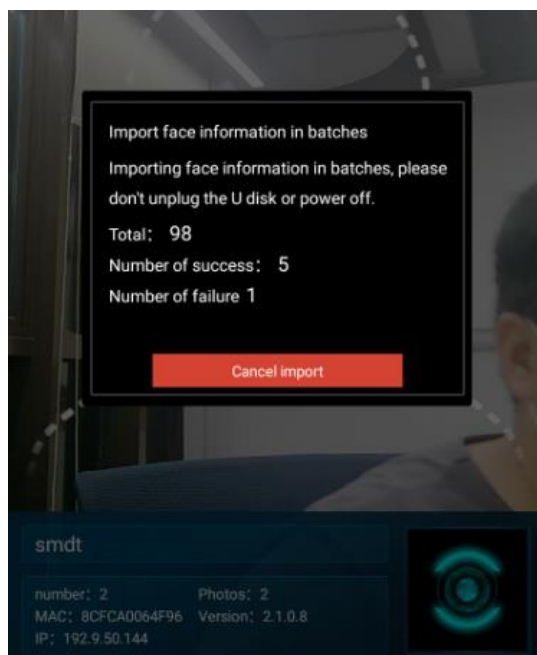 Import face information in batches
Importing face information in batches, please
don't unplug the U disk or power off.
Total： 98
Number of success： 5
Number of failure 1
Cancel import
smdt
number：2 Photos：2
MAC：8CFCA0064F96 Version：2.1.0.8
IP：192.9.50.144